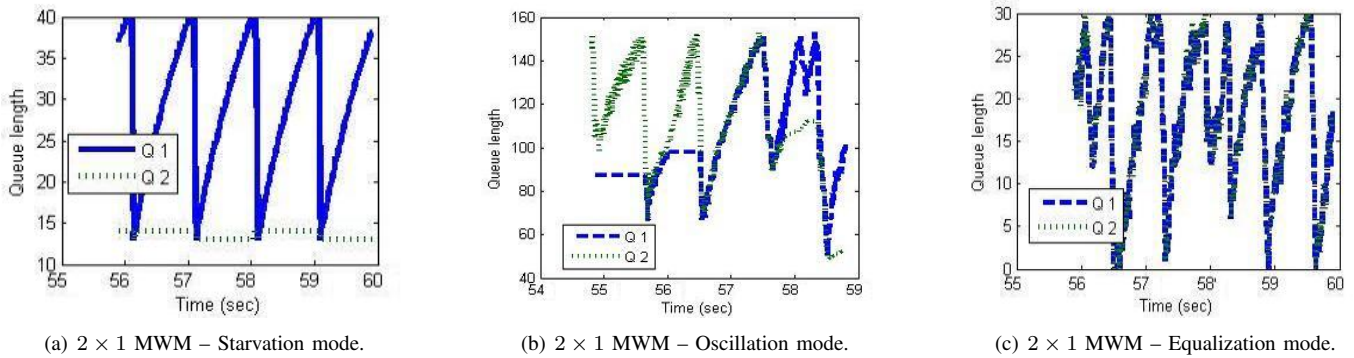 40
35
30
25
20
15
10
Queue length
Q 1
Q 2
55
56
57
58
59
60
Time (sec)
(a) 2 × 1 MWM – Starvation mode.
160
140
120
100
80
60
40
Queue length
Q 1
Q 2
54
55
56
57
58
59
Time (sec)
(b) 2 × 1 MWM – Oscillation mode.
30
25
20
15
10
5
0
Queue length
Q 1
Q 2
55
56
57
58
59
60
Time (sec)
(c) 2 × 1 MWM – Equalization mode.